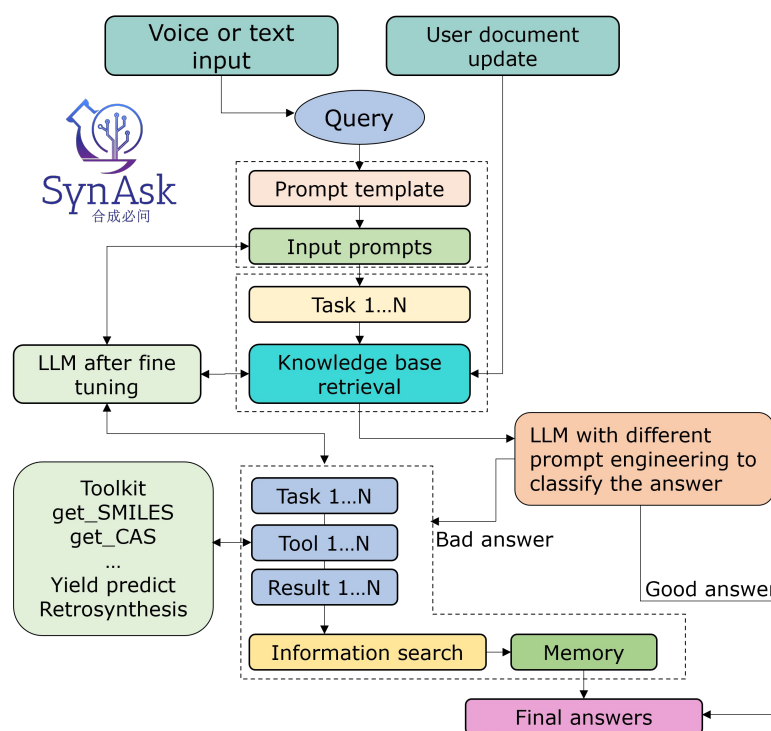 Voice or text
input
User document
update
Query
SynAsk
合成必问
Prompt template
Input prompts
Task 1...N
LLM after fine
tuning
Knowledge base
retrieval
LLM with different
prompt engineering to
classify the answer
Toolkit
get_SMILES
get_CAS
...
Yield predict
Retrosynthesis
Task 1...N
Tool 1...N
Result 1...N
Bad answer
Good answer
Information search
Memory
Final answers